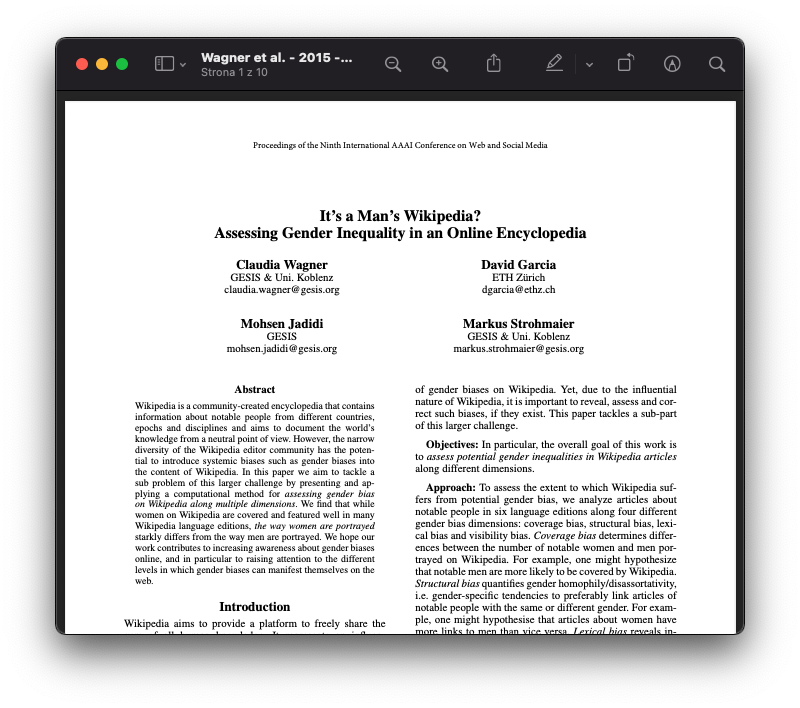 Wagner et al. - 2015 -...
Strona 1 z 10
Proceedings of the Ninth International AAAI Conference on Web and Social Media
It's a Man's Wikipedia?
Assessing Gender Inequality in an Online Encyclopedia
Claudia Wagner
GESIS & Uni. Koblenz
claudia.wagner@gesis.org
David Garcia
ETH Zürich
dgarcia@ethz.ch
Mohsen Jadidi
GESIS
mohsen.jadidi@gesis.org
Markus Strohmaier
GESIS & Uni. Koblenz
markus.strohmaier@gesis.org
Abstract
Wikipedia is a community-created encyclopedia that contains
information about notable people from different countries,
epochs and disciplines and aims to document the world's
knowledge from a neutral point of view. However, the narrow
diversity of the Wikipedia editor community has the poten-
tial to introduce systemic biases such as gender biases into
the content of Wikipedia. In this paper we aim to tackle a
sub problem of this larger challenge by presenting and ap-
plying a computational method for assessing gender bias
on Wikipedia along multiple dimensions. We find that while
women on Wikipedia are covered and featured well in many
Wikipedia language editions, the way women are portrayed
starkly differs from the way men are portrayed. We hope our
work contributes to increasing awareness about gender biases
online, and in particular to raising attention to the different
levels in which gender biases can manifest themselves on the
web.
Introduction
Wikipedia aims to provide a platform to freely share the
of gender biases on Wikipedia. Yet, due to the influential
nature of Wikipedia, it is important to reveal, assess and cor-
rect such biases, if they exist. This paper tackles a sub-part
of this larger challenge.
Objectives: In particular, the overall goal of this work is
to assess potential gender inequalities in Wikipedia articles
along different dimensions.
Approach: To assess the extent to which Wikipedia suf-
fers from potential gender bias, we analyze articles about
notable people in six language editions along four different
gender bias dimensions: coverage bias, structural bias, lexi-
cal bias and visibility bias. Coverage bias determines differ-
ences between the number of notable women and men por-
trayed on Wikipedia. For example, one might hypothesize
that notable men are more likely to be covered by Wikipedia.
Structural bias quantifies gender homophily/disassortativity,
i.e. gender-specific tendencies to preferably link articles of
notable people with the same or different gender. For exam-
ple, one might hypothesise that articles about women have
more links to men than vice versa. Lexical bias reveals in-